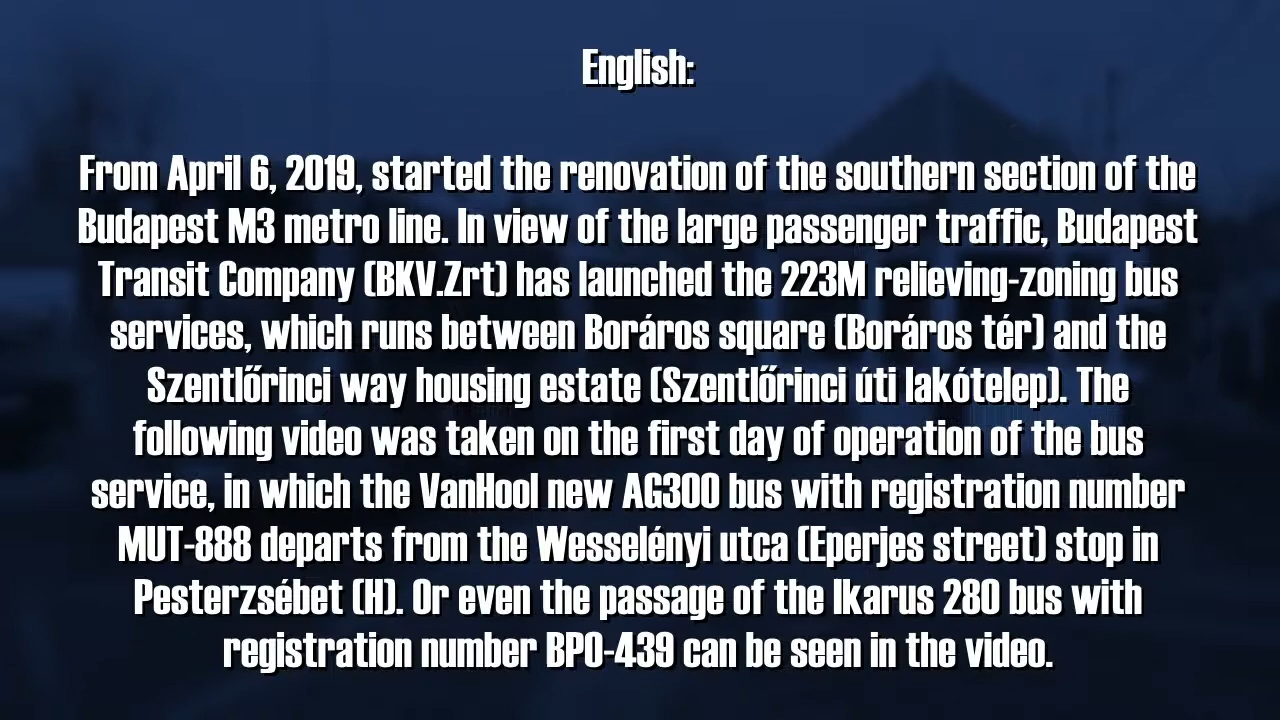 English:
From April 6, 2019, started the renovation of the southern section of the
Budapest M3 metro line. In view of the large passenger traffic, Budapest
Transit Company (BKV.Zrt) has launched the 223M relieving-zoning bus
services, which runs between Boráros square (Boráros tér) and the
Szentlőrinci way housing estate (Szentlőrinci úti lakótelep). The
following video was taken on the first day of operation of the bus
service, in which the VanHool new AG300 bus with registration number
MUT-888 departs from the Wesselényi utca (Eperjes street) stop in
Pesterzsébet (H). Or even the passage of the Ikarus 280 bus with
registration number BPO-439 can be seen in the video.